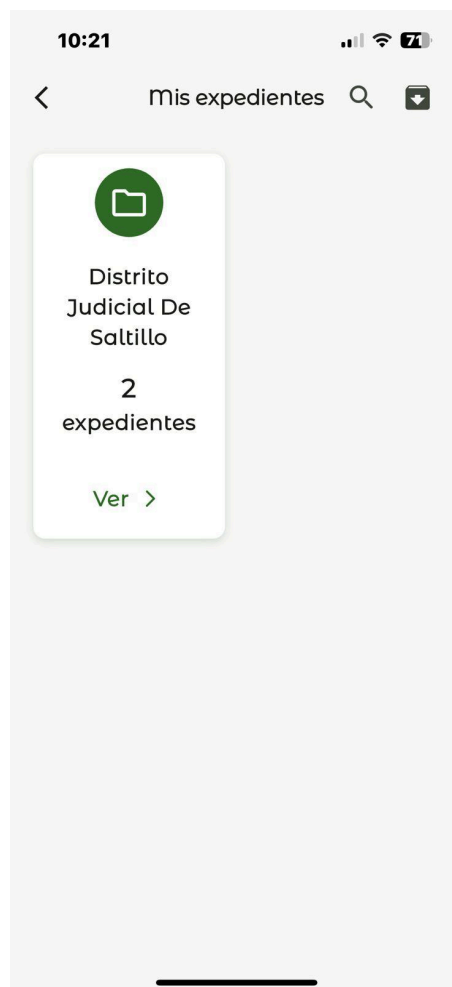 10:21
71
Mis expedientes
Distrito
Judicial De
Saltillo
2
expedientes
Ver